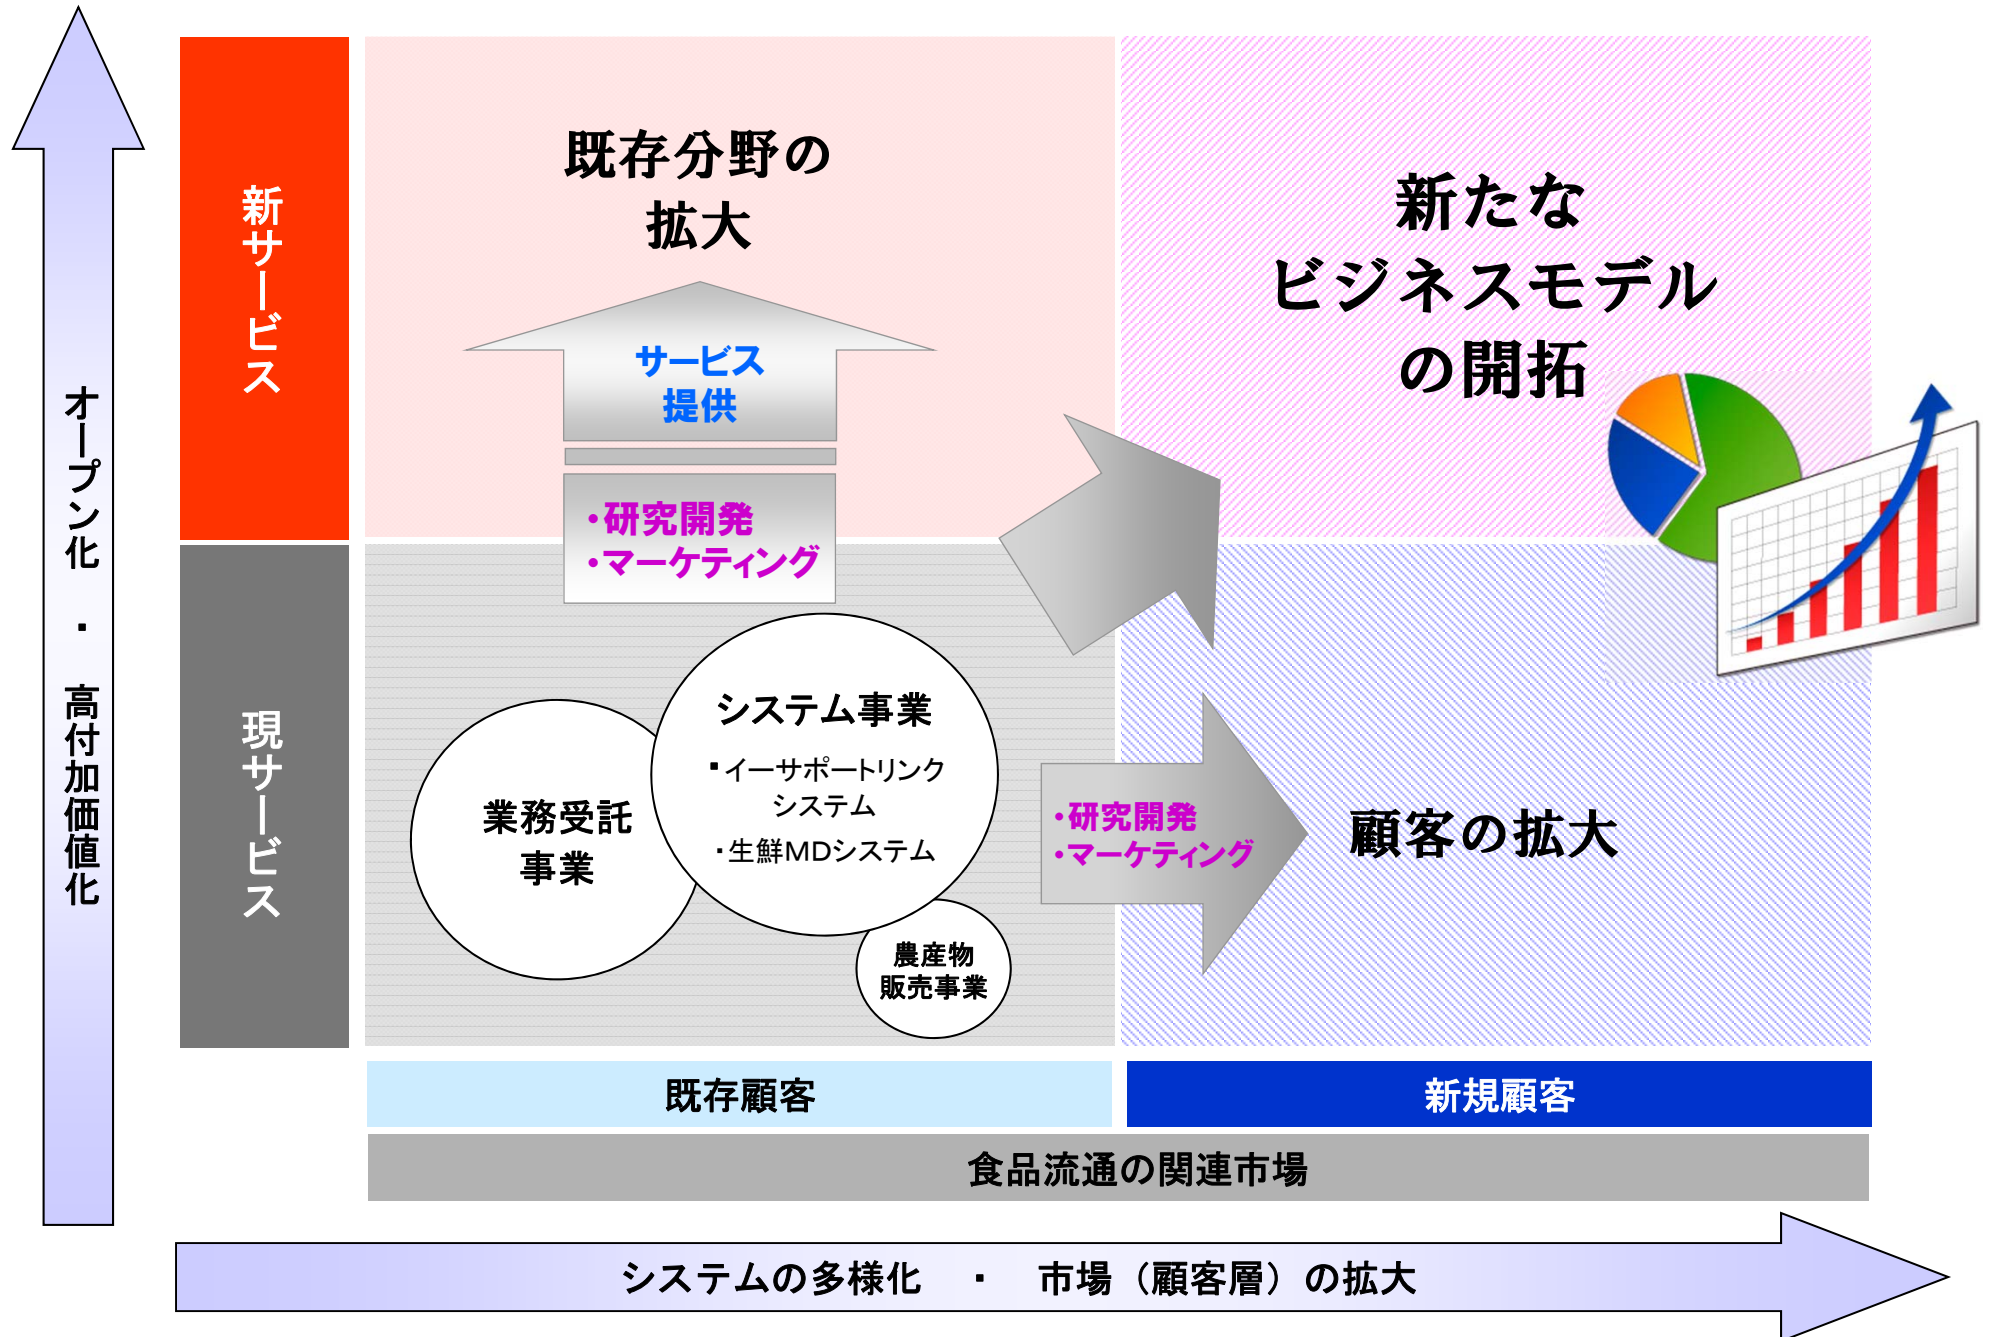 オープン化 ・ 高付加価値化
新サービス
現サービス
既存分野の
拡大
サービス
提供
・研究開発
・マーケティング
新たな
ビジネスモデル
の開拓
システム事業
・イーサポートリンク
システム
・生鮮MDシステム
業務受託
事業
農産物
販売事業
・研究開発
・マーケティング
顧客の拡大
既存顧客
新規顧客
食品流通の関連市場
システムの多様化 ・ 市場（顧客層）の拡大